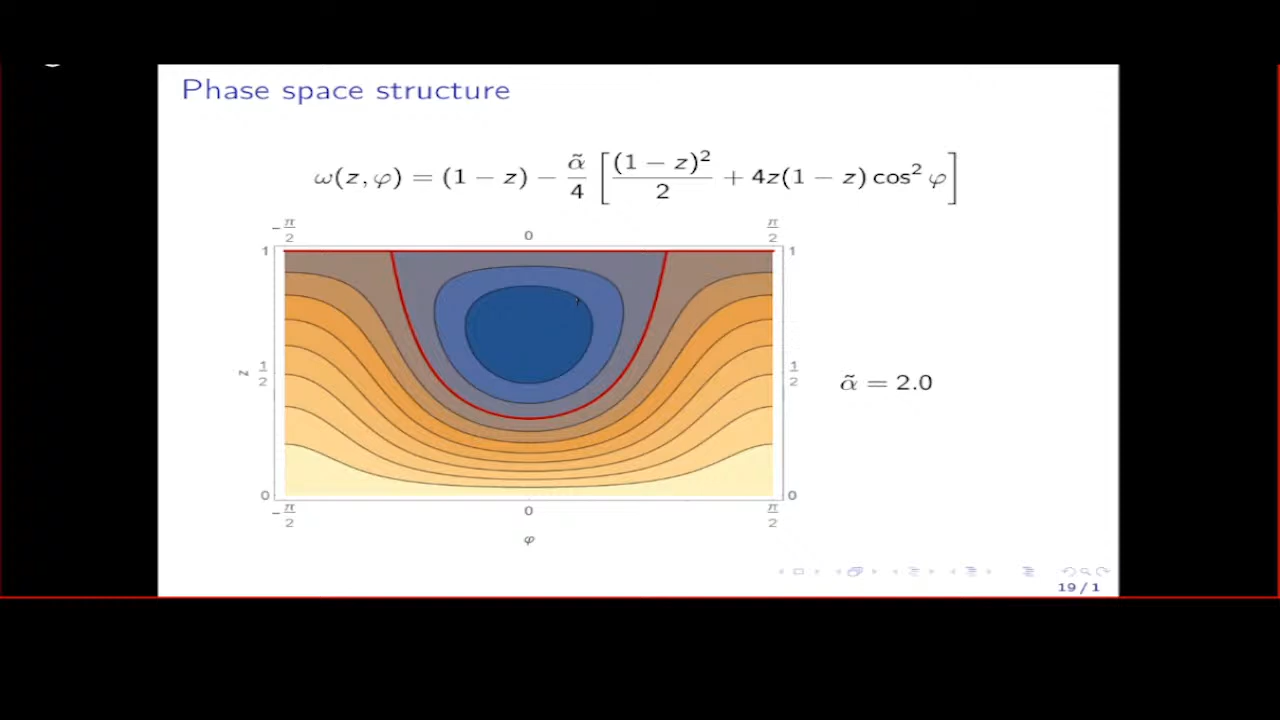 Phase space structure
ω(z, φ) = (1 − z) − α̃/4 [(1 − z)²/2 + 4z(1 − z) cos² φ]
−π/2 0 π/2
1 1
z 1/2 1/2
α̃ = 2.0
0 0
−π/2 0 π/2
φ
19 / 1